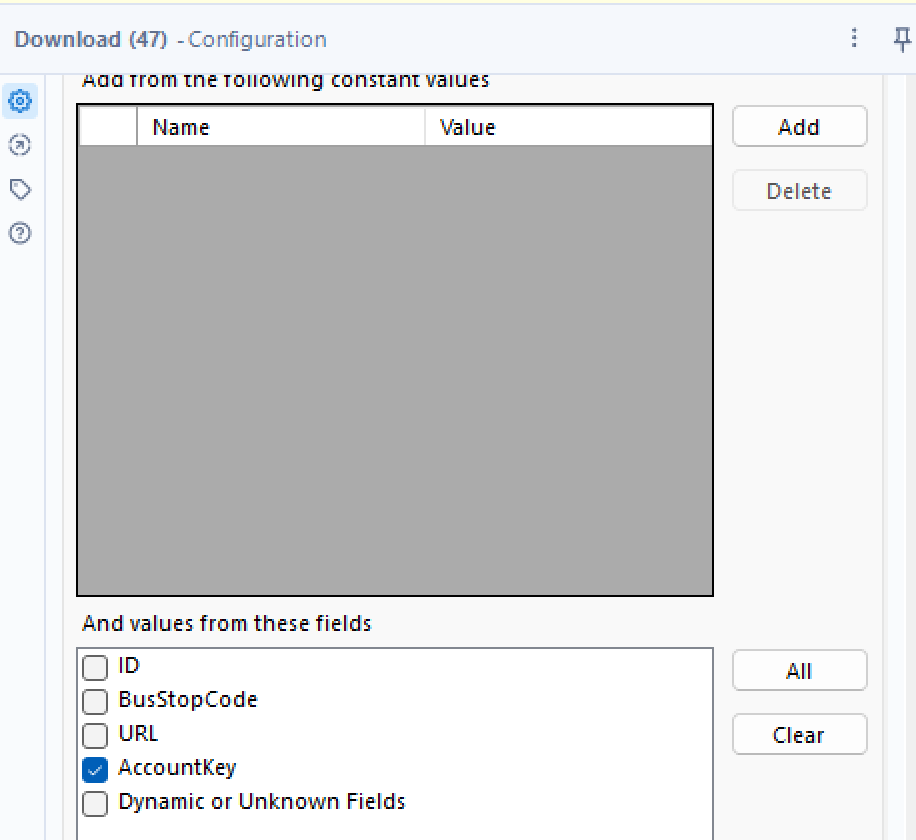 Download (47) - Configuration
Add from the following constant values
Name Value
Add
Delete
And values from these fields
ID
BusStopCode
URL
AccountKey
Dynamic or Unknown Fields
All
Clear